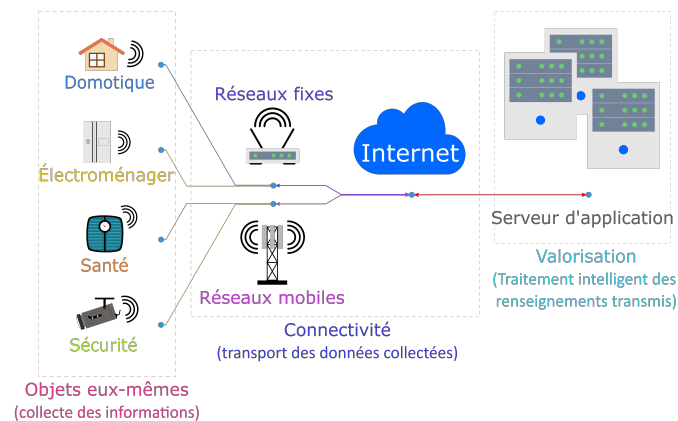 Domotique
Électroménager
Santé
Sécurité
Objets eux-mêmes
(collecte des informations)
Réseaux fixes
Internet
Réseaux mobiles
Connectivité
(transport des données collectées)
Serveur d'application
Valorisation
(Traitement intelligent des
renseignements transmis)